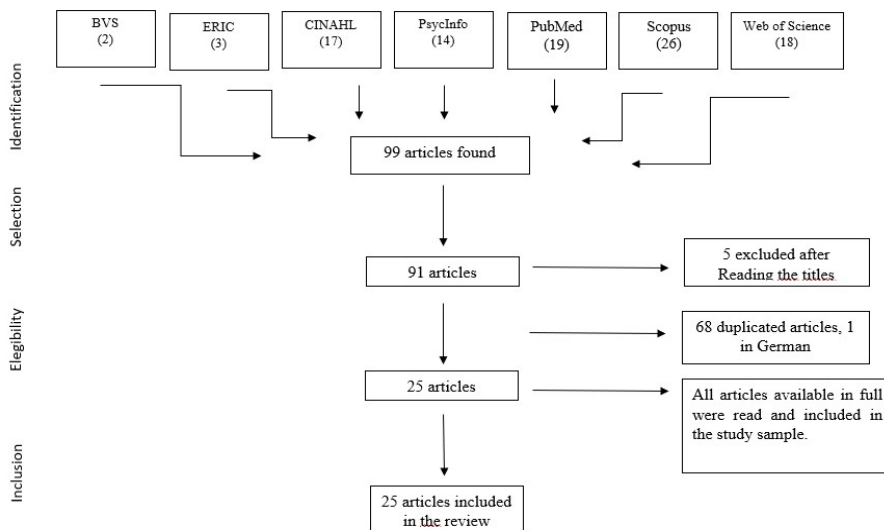 BVS
(2)
ERIC
(3)
CINAHL
(17)
PsycInfo
(14)
PubMed
(19)
Scopus
(26)
Web of Science
(18)
Identification
99 articles found
Selection
91 articles
5 excluded after
Reading the titles
Elegibility
68 duplicated articles, 1
in German
25 articles
All articles available in full
were read and included in
the study sample.
Inclusion
25 articles included
in the review